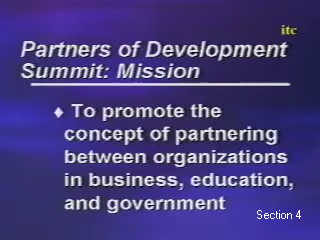 itc
Partners of Development
Summit: Mission
♦ To promote the
concept of partnering
between organizations
in business, education,
and government
Section 4